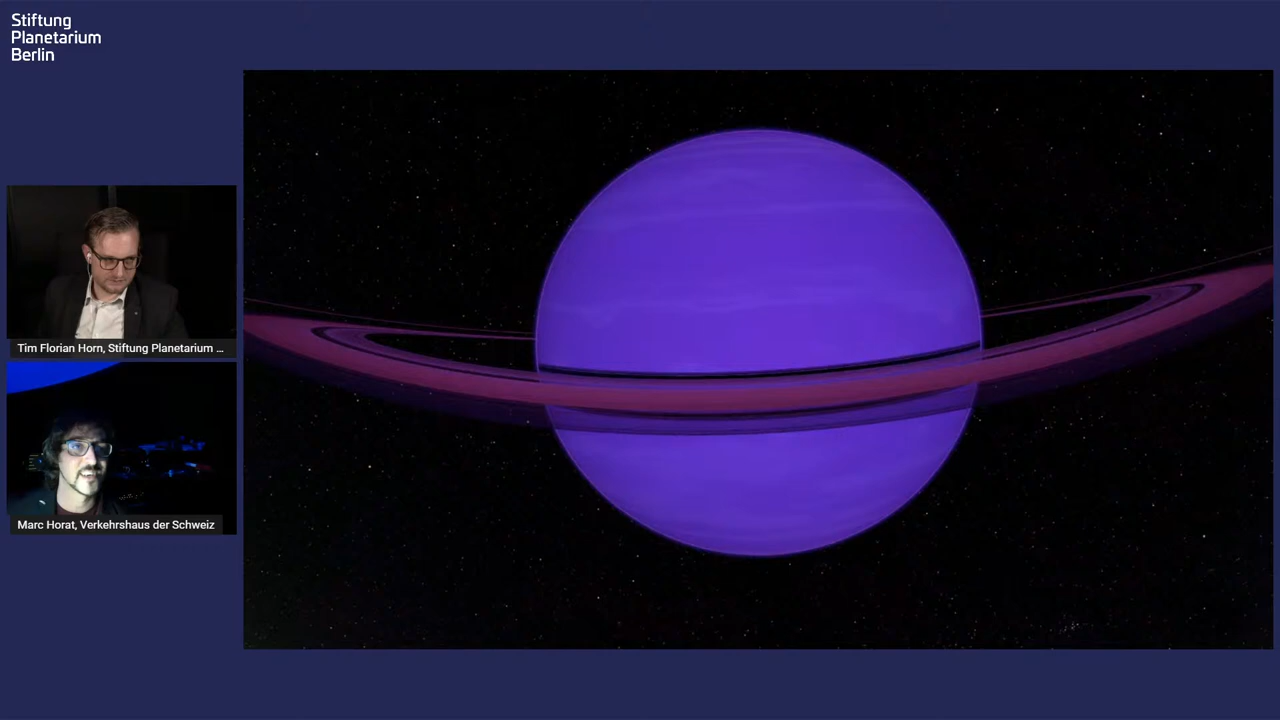 Stiftung
Planetarium
Berlin
Tim Florian Horn, Stiftung Planetarium ...
Marc Horat, Verkehrshaus der Schweiz